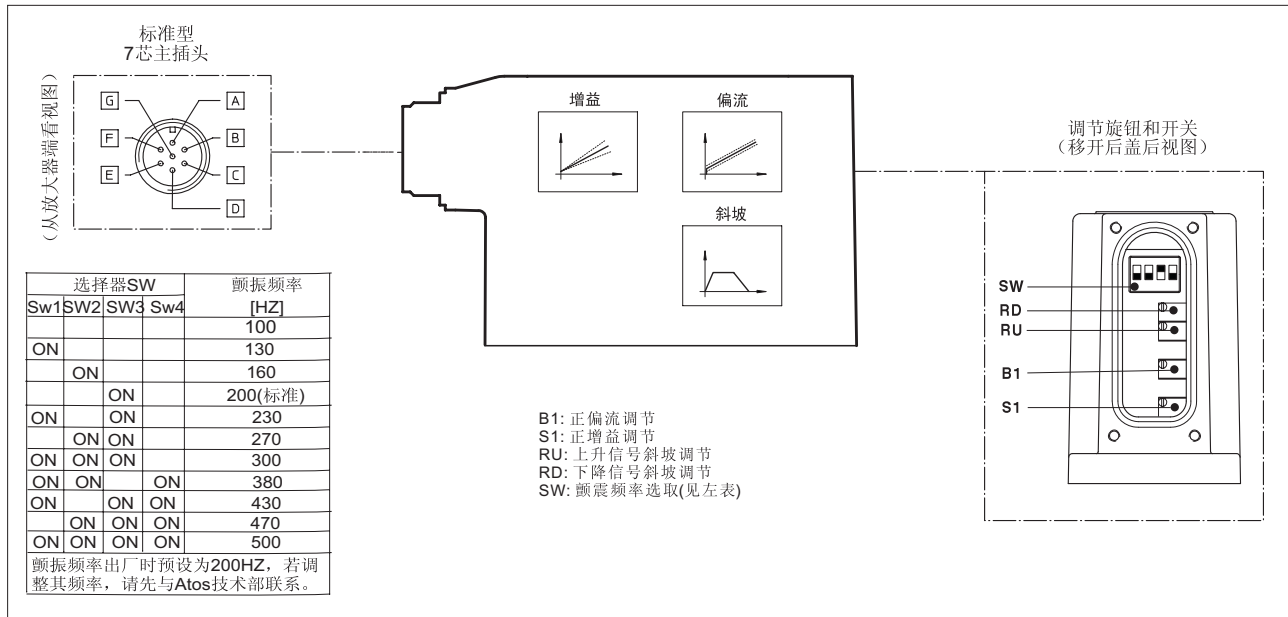 标准型
7芯主插头
(从放大器端看视图)
G
A
F
B
E
C
D
增益
偏流
斜坡
调节旋钮和开关
(移开后盖后视图)
SW
RD
RU
B1
S1
选择器SW 颤振频率
Sw1 SW2 SW3 Sw4 [HZ]
100
ON 130
ON 160
ON 200(标准)
ON ON 230
ON ON 270
ON ON ON 300
ON ON ON 380
ON ON ON 430
ON ON ON 470
ON ON ON ON 500
颤振频率出厂时预设为200HZ，若调
整其频率，请先与Atos技术部联系。
B1: 正偏流调节
S1: 正增益调节
RU: 上升信号斜坡调节
RD: 下降信号斜坡调节
SW: 颤震频率选取(见左表)